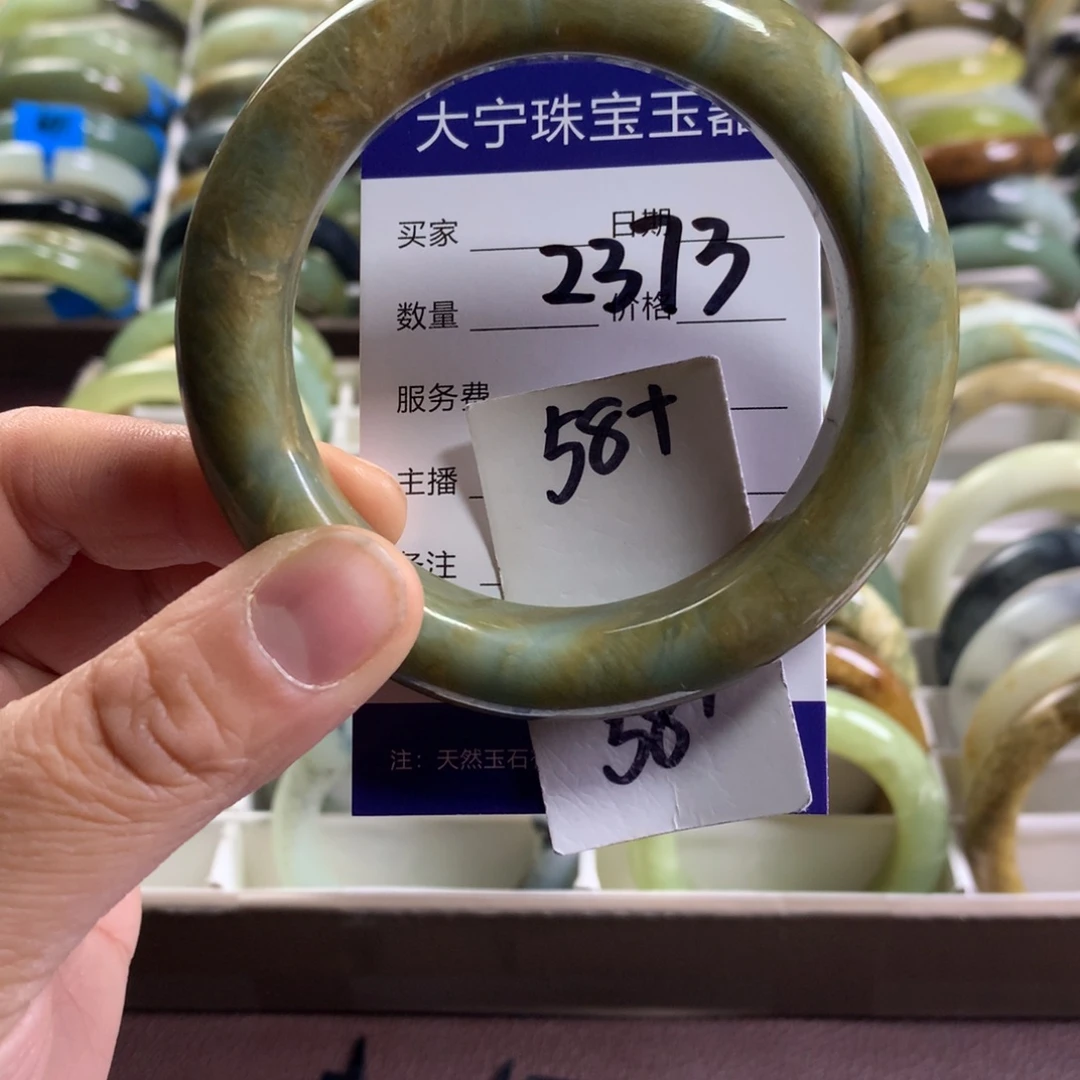 大宁珠宝玉器
买家 日期
2373
数量 价格
服务费
58+
主播
备注
58+
注：天然玉石